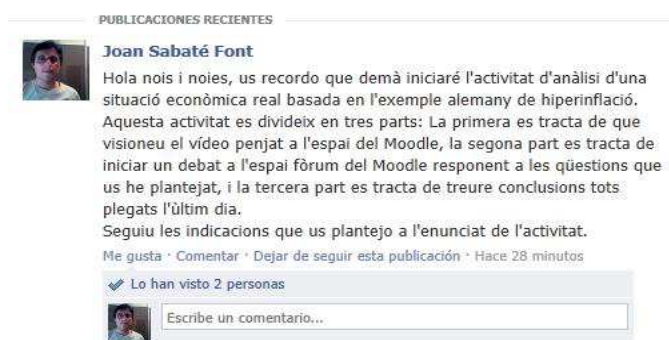 PUBLICACIONES RECIENTES
Joan Sabaté Font
Hola nois i noies, us recordo que demà iniciaré l'activitat d'anàlisi d'una
situació econòmica real basada en l'exemple alemany de hiperinflació.
Aquesta activitat es divideix en tres parts: La primera es tracta de que
visioneu el vídeo penjat a l'espai del Moodle, la segona part es tracta de
iniciar un debat a l'espai fòrum del Moodle responent a les qüestions que
us he plantejat, i la tercera part es tracta de treure conclusions tots
plegats l'últim dia.
Seguiu les indicacions que us plantejo a l'enunciat de l'activitat.
Me gusta · Comentar · Dejar de seguir esta publicación · Hace 28 minutos
Lo han visto 2 personas
Escribe un comentario...